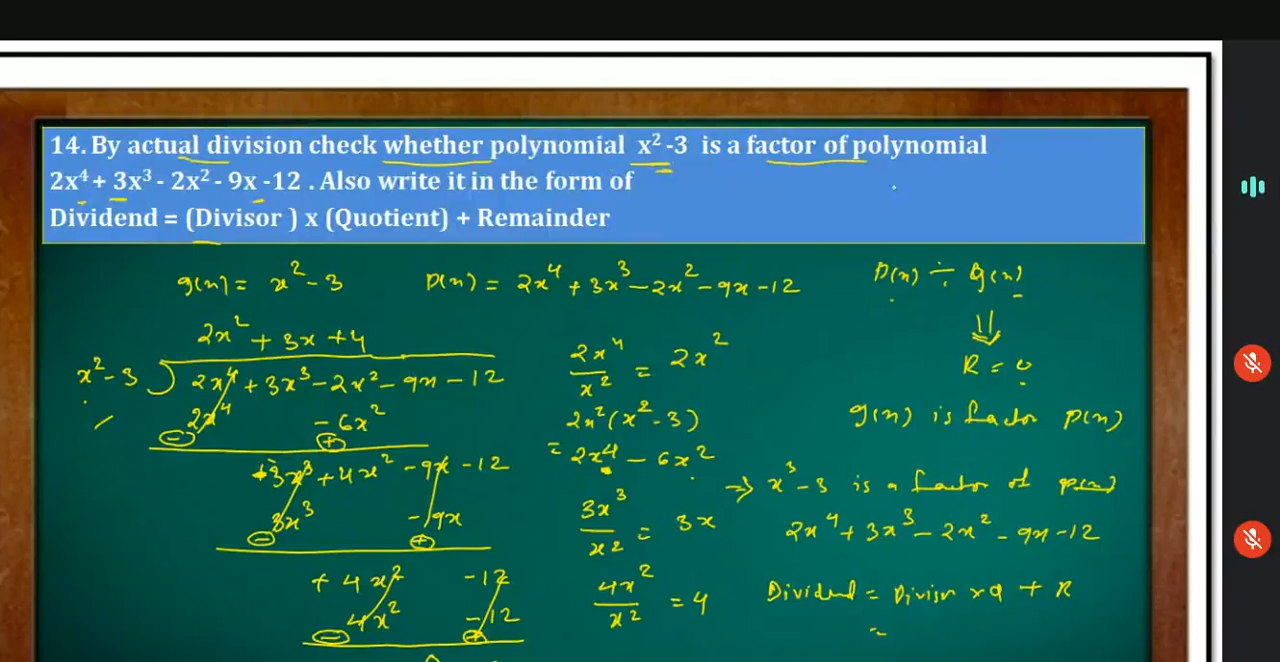 14. By actual division check whether polynomial x² -3 is a factor of polynomial
2x⁴ + 3x³ - 2x² - 9x -12 . Also write it in the form of
Dividend = (Divisor ) x (Quotient) + Remainder
g(x) = x² - 3
p(x) = 2x⁴ + 3x³ - 2x² - 9x - 12
p(x) ÷ g(x)
⇓
R = 0
g(x) is factor p(x)
⇒ x³ - 3 is a factor of p(x)
2x⁴ + 3x³ - 2x² - 9x - 12
Dividend = Divisr × q + R
=
2x² + 3x + 4
x² - 3 ) 2x⁴ + 3x³ - 2x² - 9x - 12
2x⁴ - 6x²
(-) (+)
+3x³ + 4x² - 9x - 12
3x³ - 9x
(-) (+)
+ 4x² - 12
4x² - 12
(-) (+)
2x⁴/x² = 2x²
2x² (x² - 3)
= 2x⁴ - 6x²
3x³/x² = 3x
4x²/x² = 4